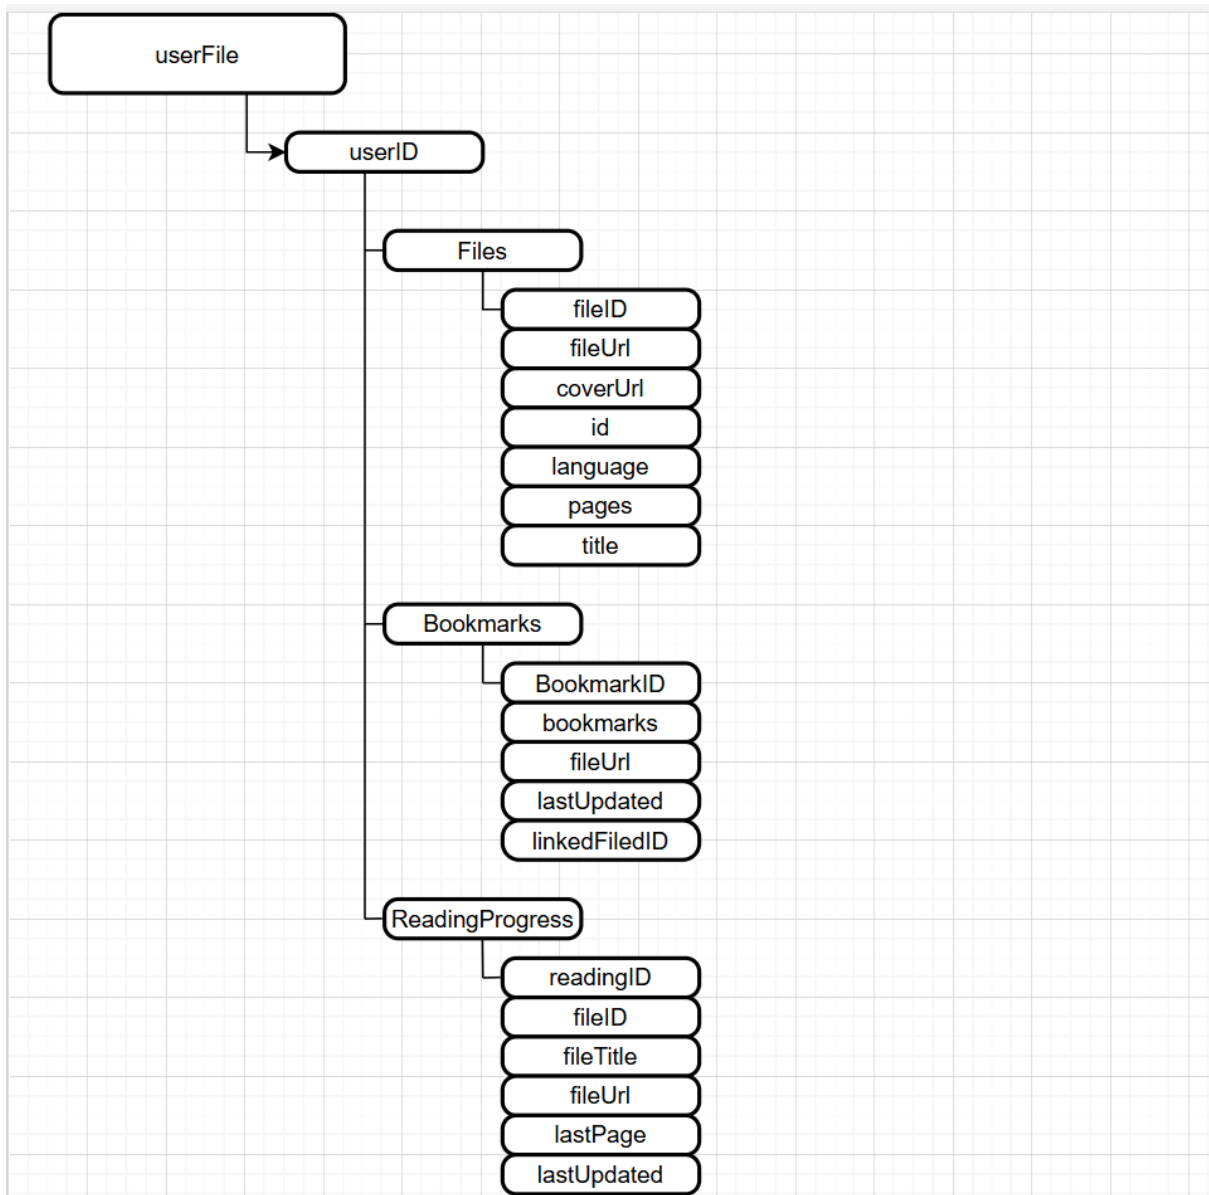 userFile
userID
Files
fileID
fileUrl
coverUrl
id
language
pages
title
Bookmarks
BookmarkID
bookmarks
fileUrl
lastUpdated
linkedFiledID
ReadingProgress
readingID
fileID
fileTitle
fileUrl
lastPage
lastUpdated